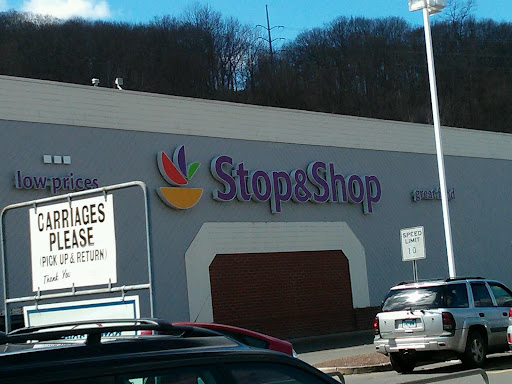 low prices
Stop&Shop
CARRIAGES
PLEASE
(PICK UP & RETURN)
Thank You
SPEED
LIMIT
10